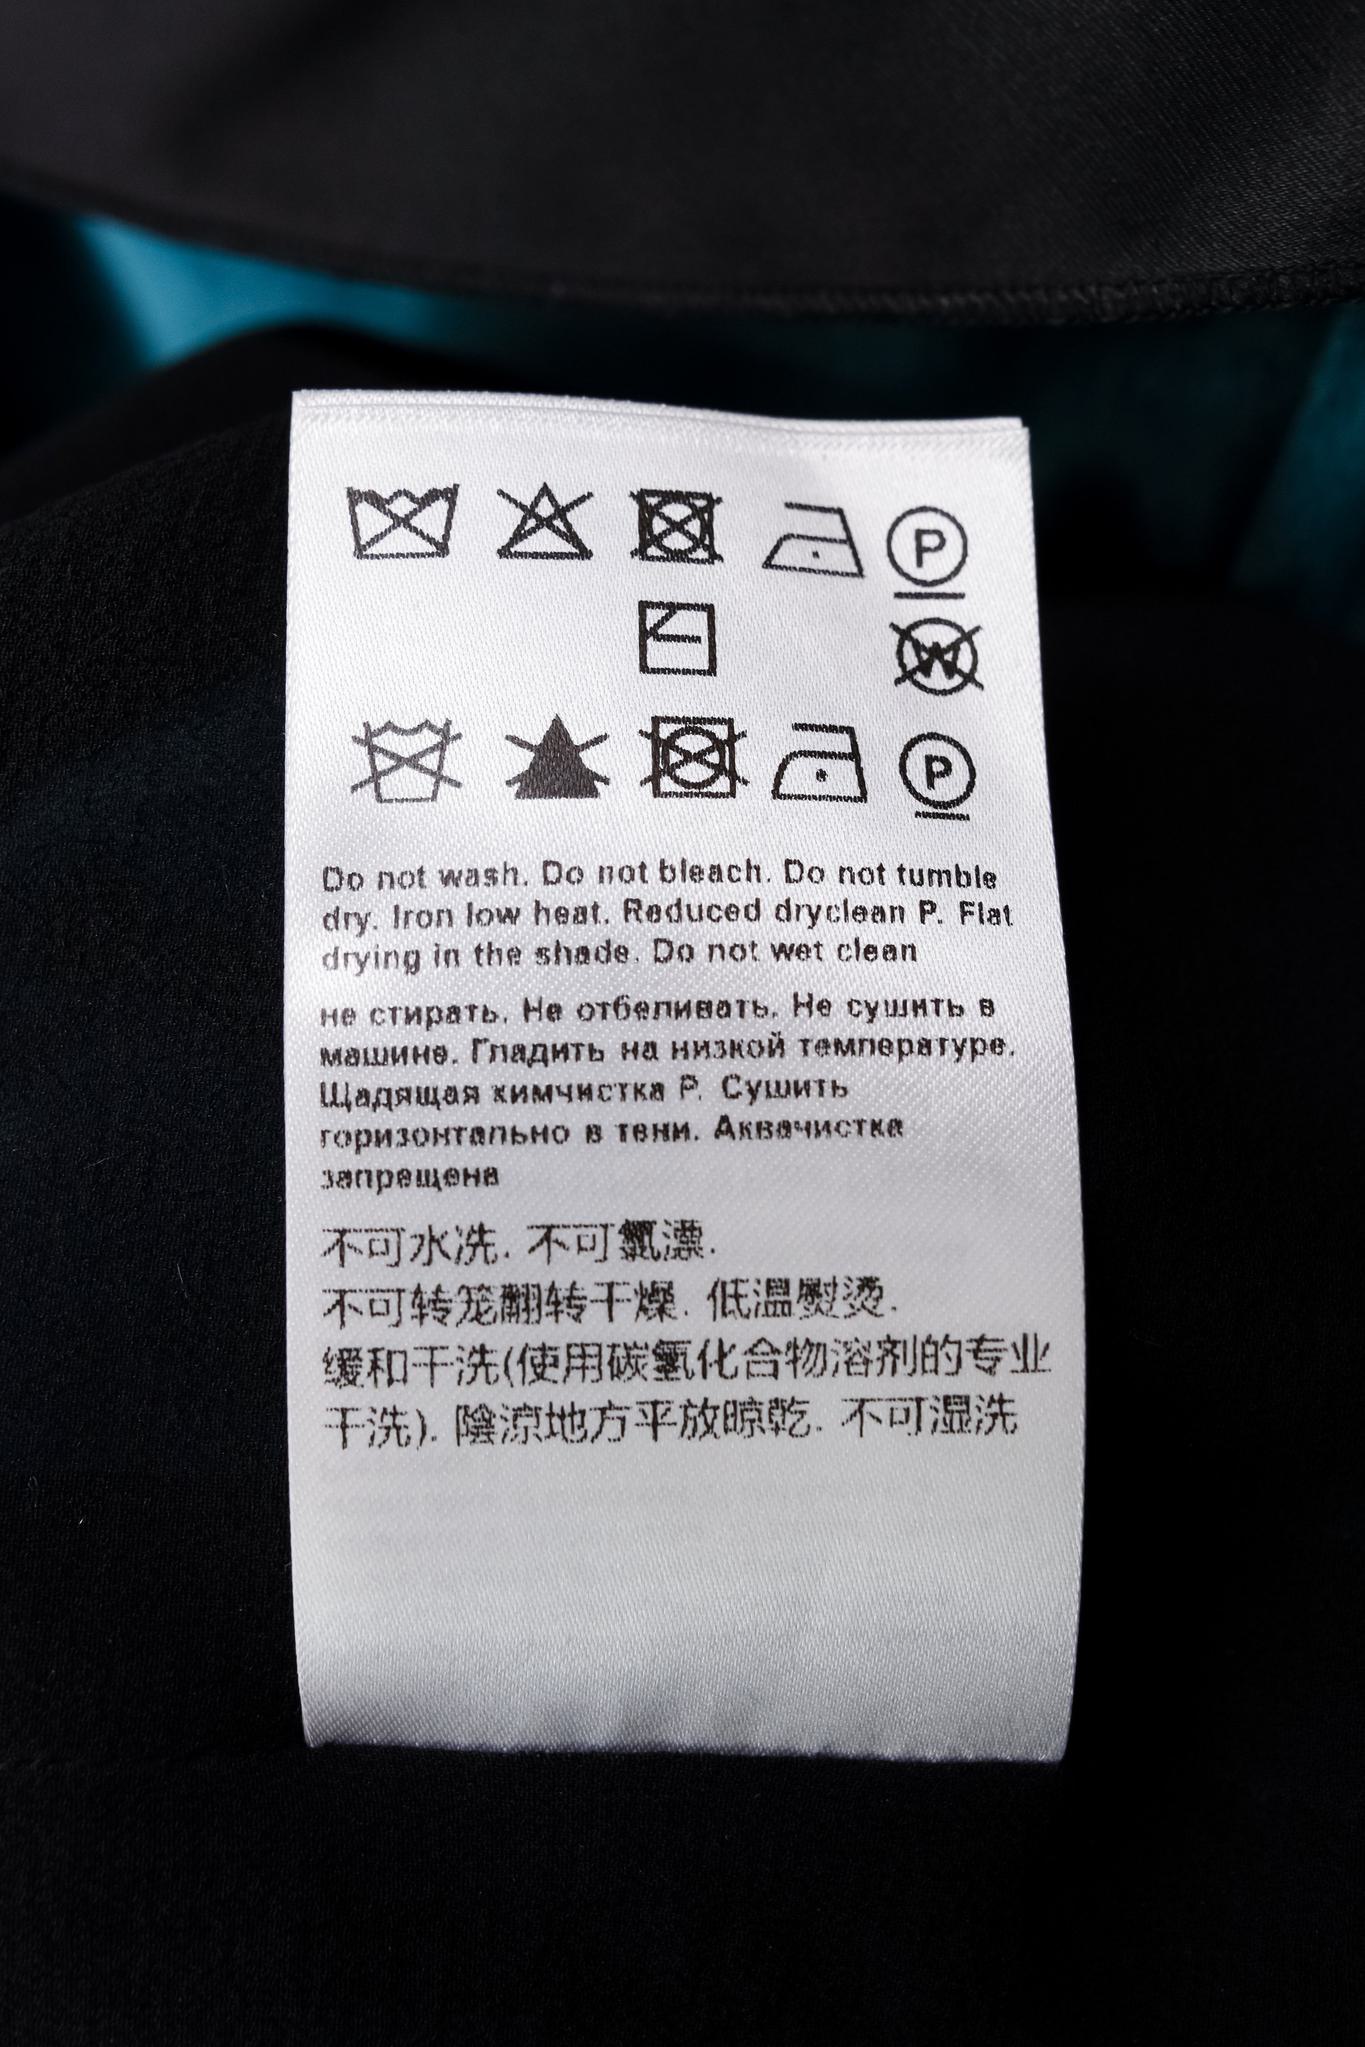 P
W
P
Do not wash. Do not bleach. Do not tumble
dry. Iron low heat. Reduced dryclean P. Flat
drying in the shade. Do not wet clean
не стирать. Не отбеливать. Не сушить в
машине. Гладить на низкой температуре.
Щадящая химчистка P. Сушить
горизонтально в тени. Аквачистка
запрещена
不可水洗. 不可氯漂.
不可转笼翻转干燥. 低温熨烫.
缓和干洗(使用碳氢化合物溶剂的专业
干洗). 陰涼地方平放晾乾. 不可湿洗